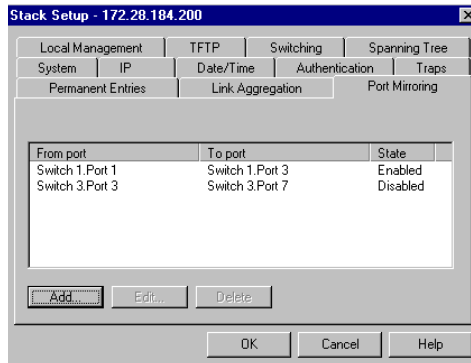 Stack Setup - 172.28.184.200
Local Management TFTP Switching Spanning Tree
System IP Date/Time Authentication Traps
Permanent Entries Link Aggregation Port Mirroring
From port To port State
Switch 1.Port 1 Switch 1.Port 3 Enabled
Switch 3.Port 3 Switch 3.Port 7 Disabled
Add... Edit... Delete
OK Cancel Help